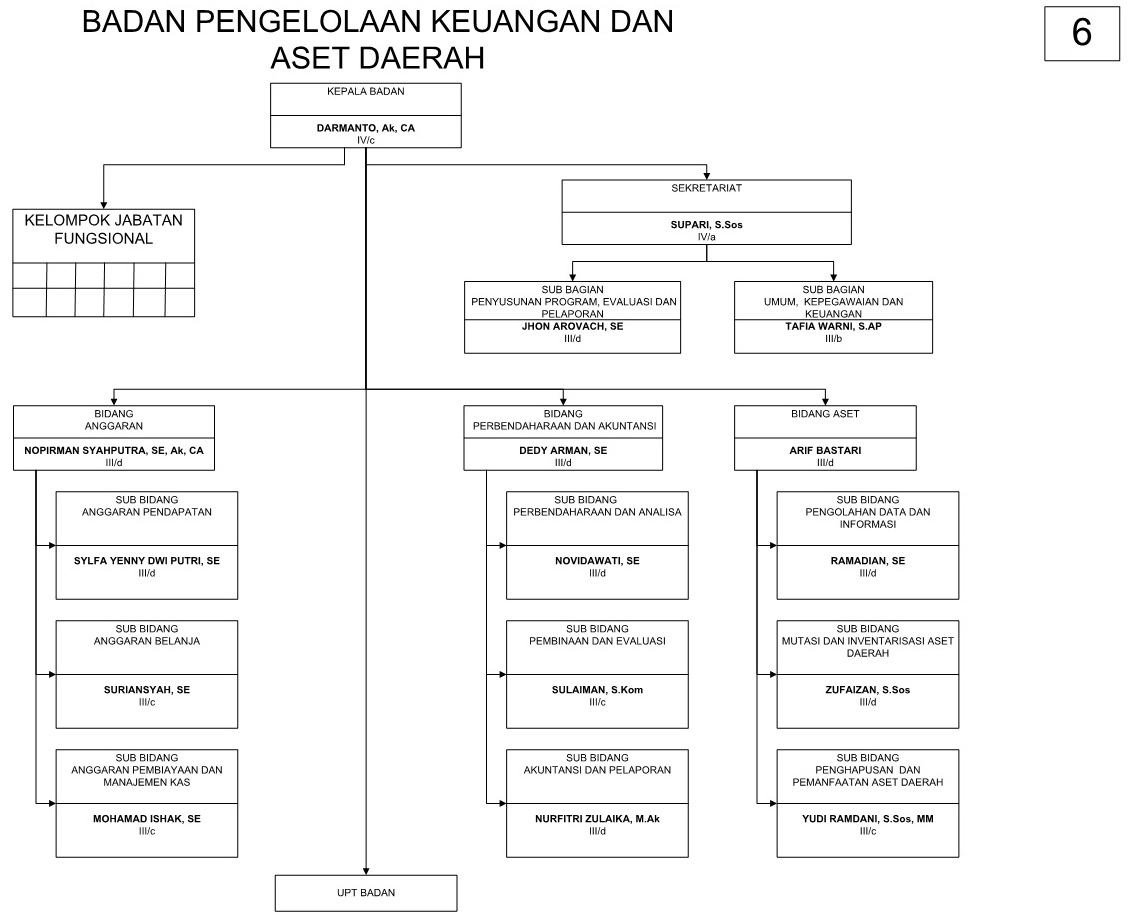 BADAN PENGELOLAAN KEUANGAN DAN
ASET DAERAH
6
KEPALA BADAN
DARMANTO, Ak, CA
IV/c
KELOMPOK JABATAN
FUNGSIONAL
SEKRETARIAT
SUPARI, S.Sos
IV/a
SUB BAGIAN
PENYUSUNAN PROGRAM, EVALUASI DAN
PELAPORAN
JHON AROVACH, SE
III/d
SUB BAGIAN
UMUM, KEPEGAWAIAN DAN
KEUANGAN
TAFIA WARNI, S.AP
III/b
BIDANG
ANGGARAN
NOPIRMAN SYAHPUTRA, SE, Ak, CA
III/d
SUB BIDANG
ANGGARAN PENDAPATAN
SYLFA YENNY DWI PUTRI, SE
III/d
SUB BIDANG
ANGGARAN BELANJA
SURIANSYAH, SE
III/c
SUB BIDANG
ANGGARAN PEMBIAYAAN DAN
MANAJEMEN KAS
MOHAMAD ISHAK, SE
III/c
BIDANG
PERBENDAHARAAN DAN AKUNTANSI
DEDY ARMAN, SE
III/d
SUB BIDANG
PERBENDAHARAAN DAN ANALISA
NOVIDAWATI, SE
III/d
SUB BIDANG
PEMBINAAN DAN EVALUASI
SULAIMAN, S.Kom
III/c
SUB BIDANG
AKUNTANSI DAN PELAPORAN
NURFITRI ZULAIKA, M.Ak
III/d
BIDANG ASET
ARIF BASTARI
III/d
SUB BIDANG
PENGOLAHAN DATA DAN
INFORMASI
RAMADIAN, SE
III/d
SUB BIDANG
MUTASI DAN INVENTARISASI ASET
DAERAH
ZUFAIZAN, S.Sos
III/d
SUB BIDANG
PENGHAPUSAN DAN
PEMANFAATAN ASET DAERAH
YUDI RAMDANI, S.Sos, MM
III/c
UPT BADAN